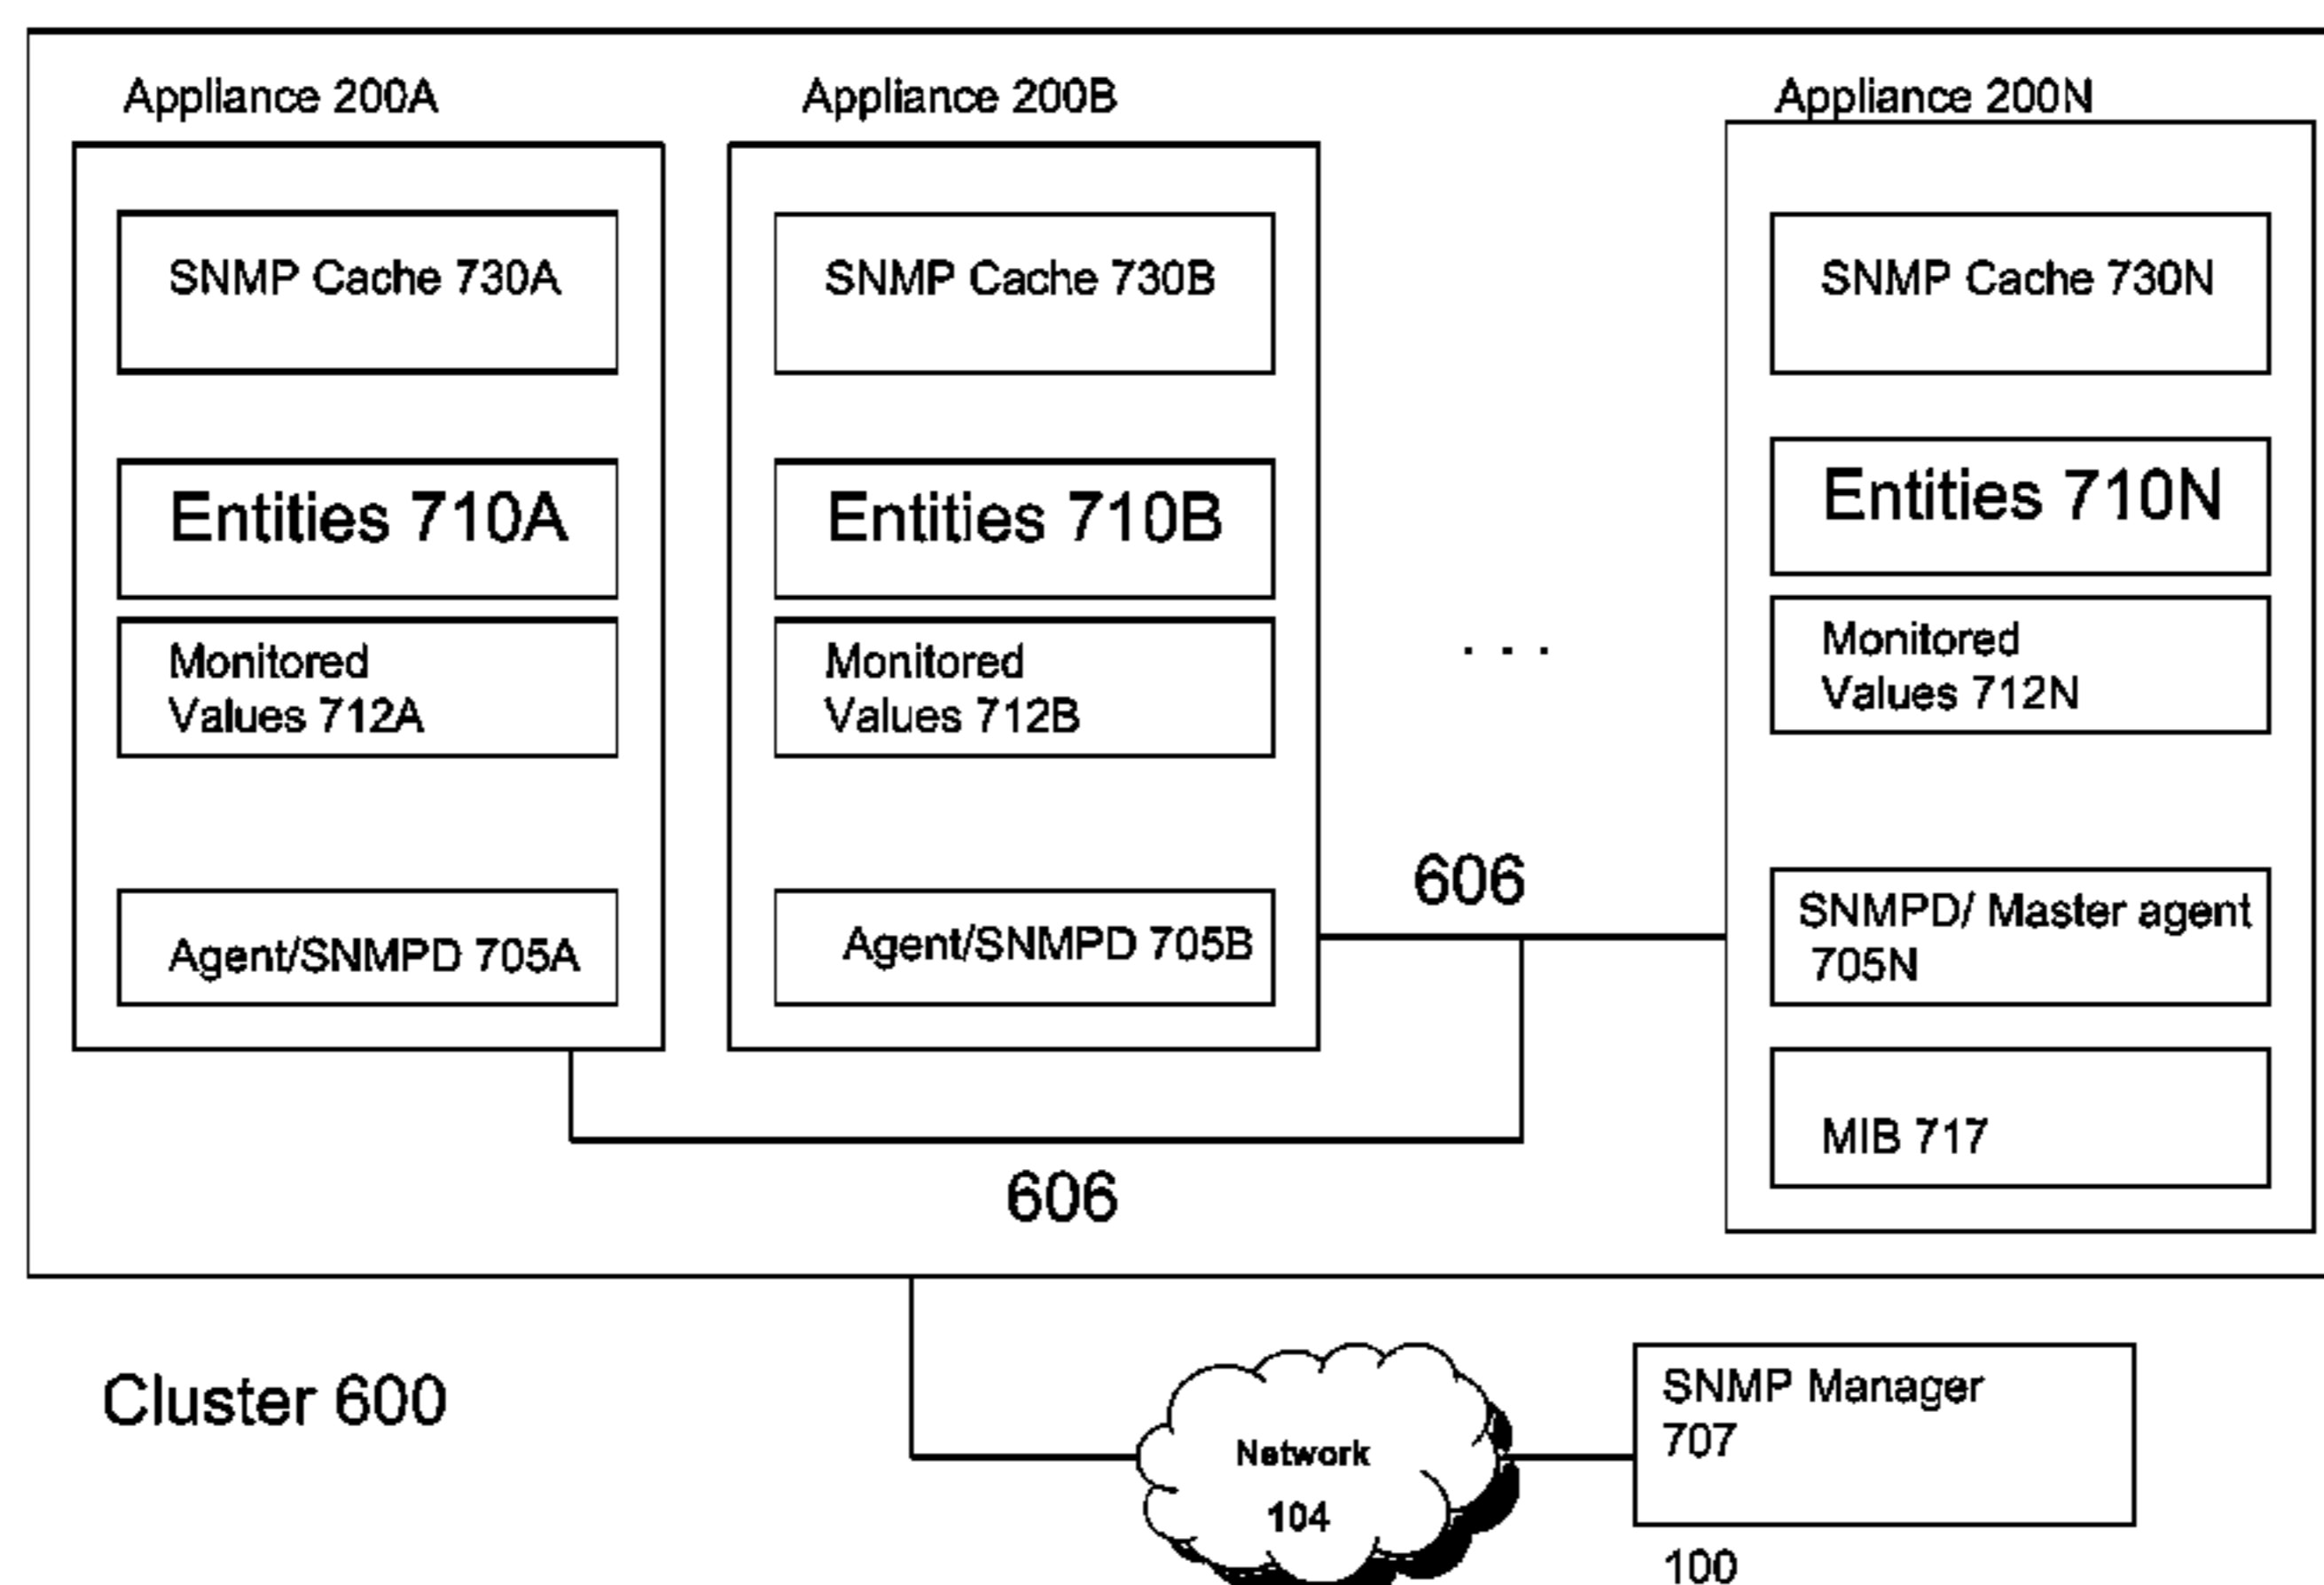 Appliance 200A
SNMP Cache 730A
Entities 710A
Monitored
Values 712A
Agent/SNMPD 705A
Appliance 200B
SNMP Cache 730B
Entities 710B
Monitored
Values 712B
Agent/SNMPD 705B
. . .
606
606
Appliance 200N
SNMP Cache 730N
Entities 710N
Monitored
Values 712N
SNMPD/ Master agent
705N
MIB 717
Cluster 600
Network
104
SNMP Manager
707
100